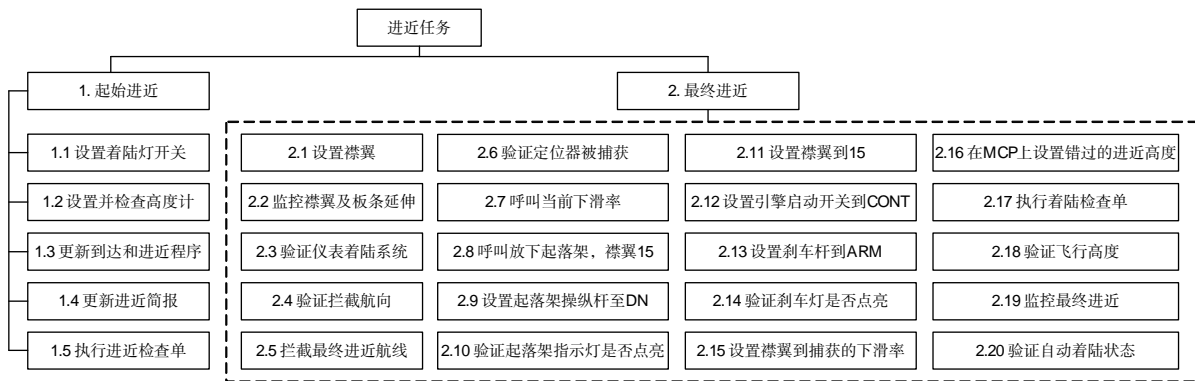 进近任务
1. 起始进近
2. 最终进近
1.1 设置着陆灯开关
1.2 设置并检查高度计
1.3 更新到达和进近程序
1.4 更新进近简报
1.5 执行进近检查单
2.1 设置襟翼
2.2 监控襟翼及板条延伸
2.3 验证仪表着陆系统
2.4 验证拦截航向
2.5 拦截最终进近航线
2.6 验证定位器被捕获
2.7 呼叫当前下滑率
2.8 呼叫放下起落架，襟翼15
2.9 设置起落架操纵杆至DN
2.10 验证起落架指示灯是否点亮
2.11 设置襟翼到15
2.12 设置引擎启动开关到CONT
2.13 设置刹车杆到ARM
2.14 验证刹车灯是否点亮
2.15 设置襟翼到捕获的下滑率
2.16 在MCP上设置错过的进近高度
2.17 执行着陆检查单
2.18 验证飞行高度
2.19 监控最终进近
2.20 验证自动着陆状态